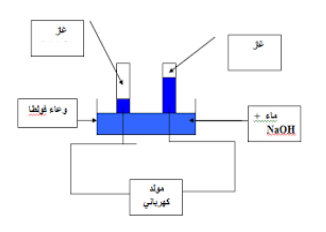 غاز
غاز
وعاء فولطا
ماء +
NaOH
مولد
كهربائي